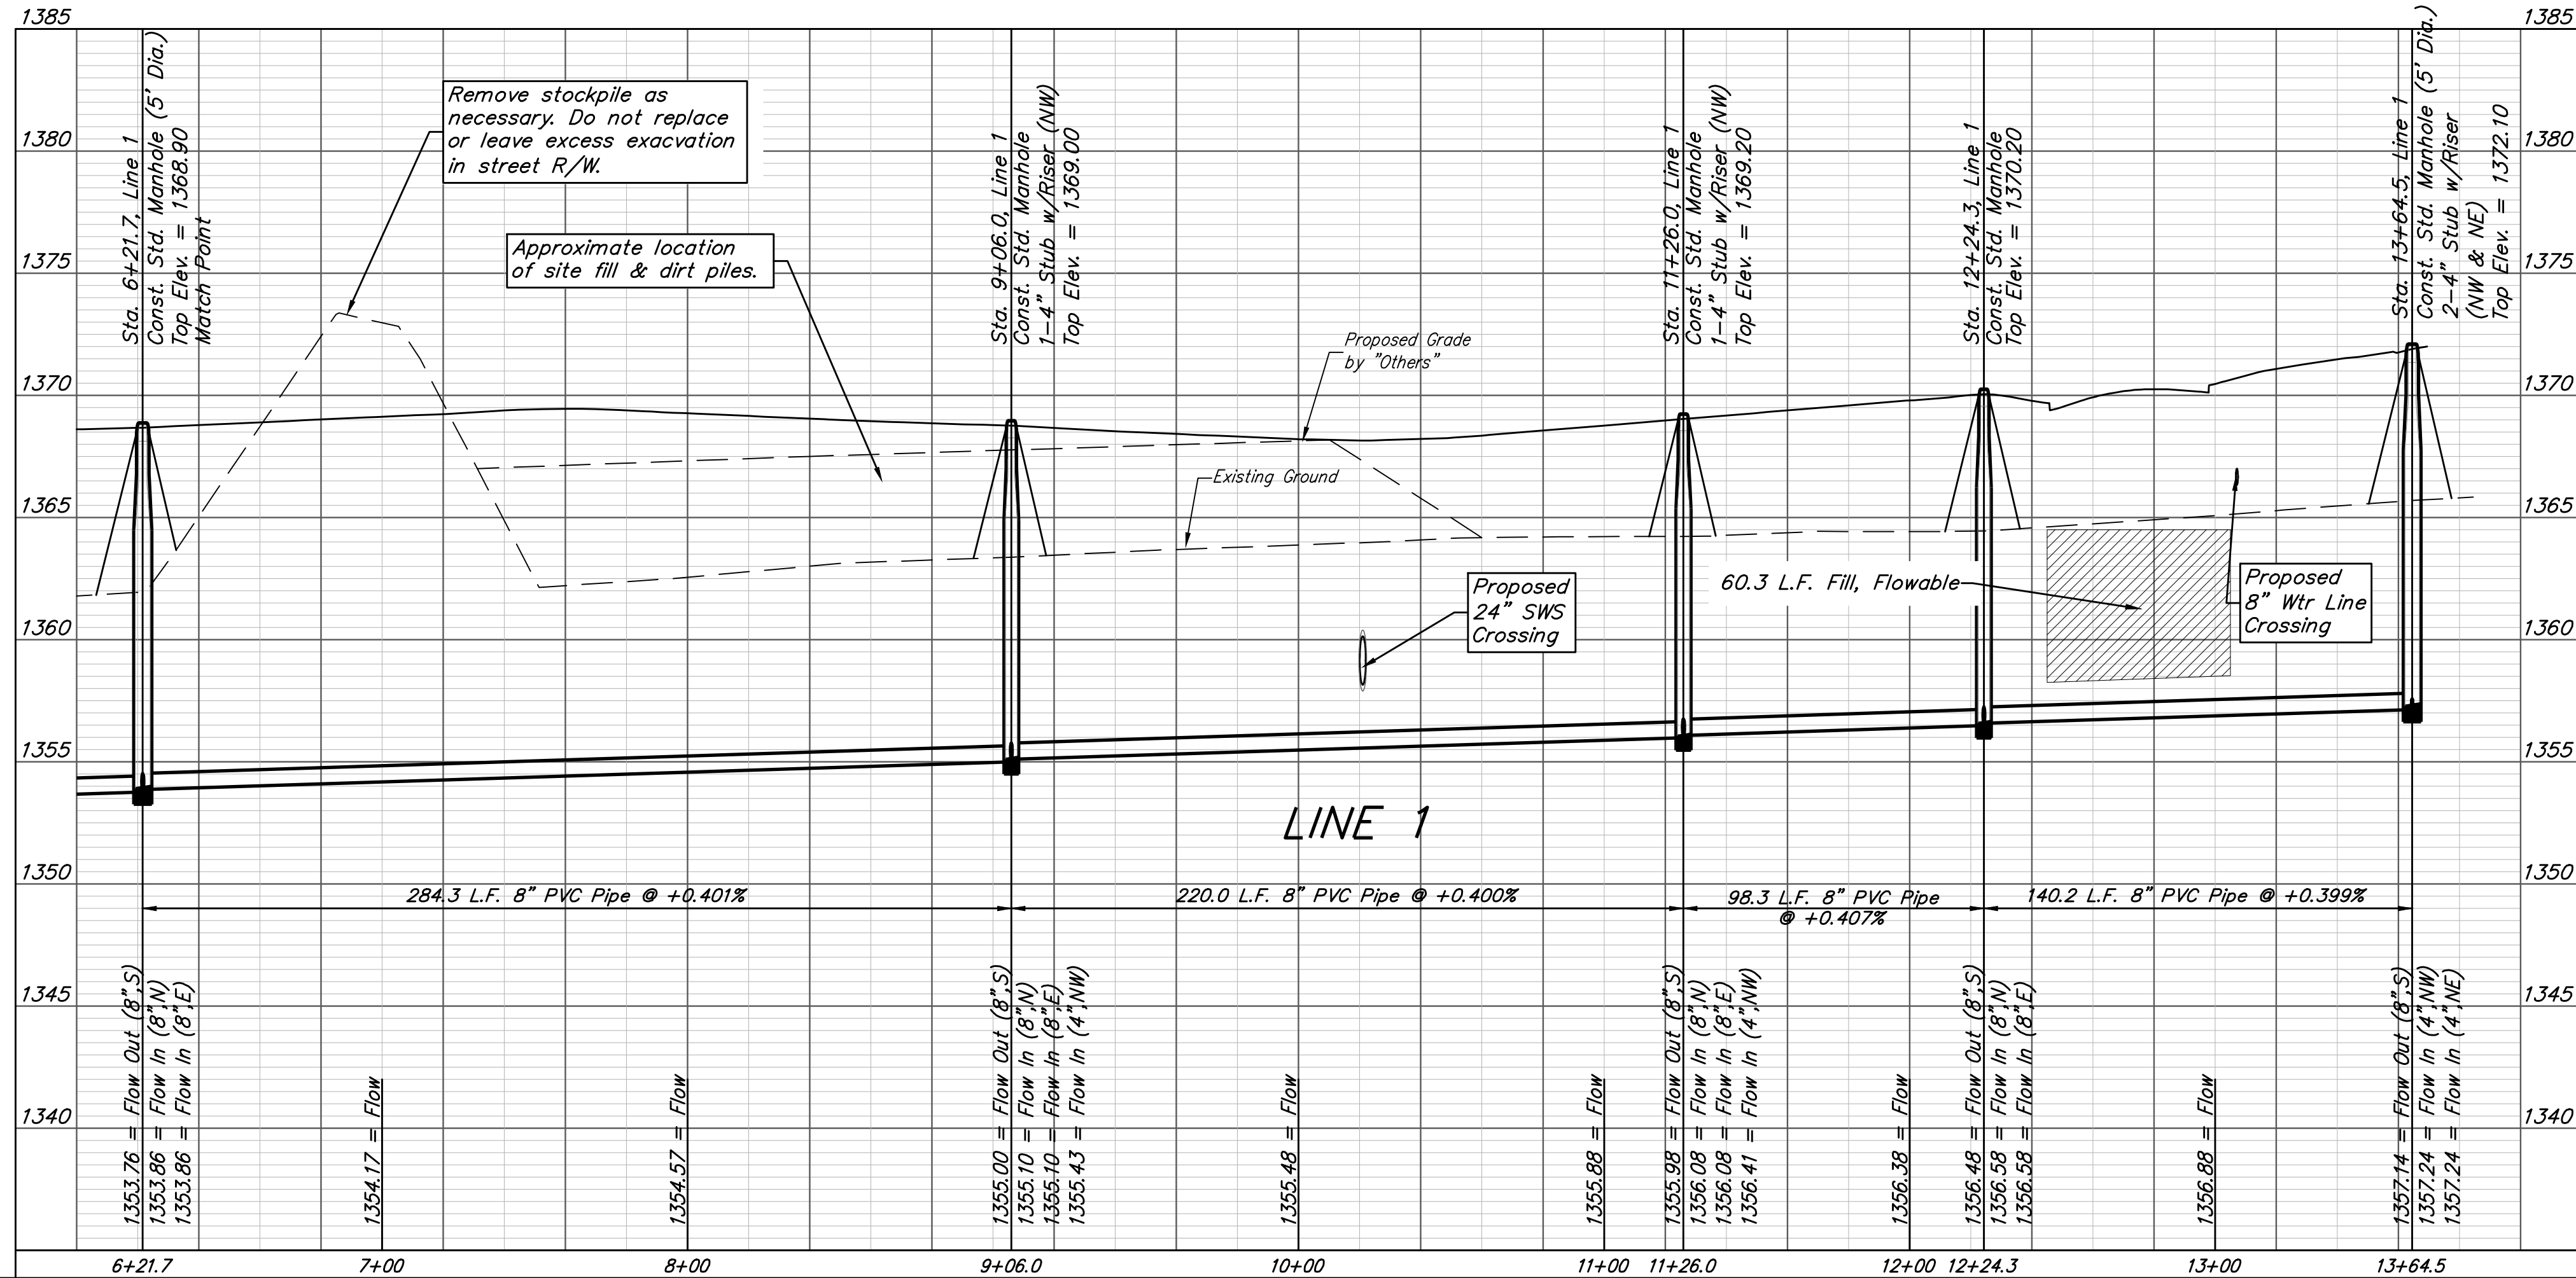 1385
1385
1380
1380
1375
1375
1370
1370
1365
1365
1360
1360
1355
1355
1350
1350
1345
1345
1340
1340
Sta. 6+21.7, Line 1
Const. Std. Manhole (5' Dia.)
Top Elev. = 1368.90
Match Point
Remove stockpile as
necessary. Do not replace
or leave excess exacvation
in street R/W.
Approximate location
of site fill & dirt piles.
Sta. 9+06.0, Line 1
Const. Std. Manhole
1-4" Stub w/Riser (NW)
Top Elev. = 1369.00
Proposed Grade
by "Others"
Existing Ground
Proposed
24" SWS
Crossing
Sta. 11+26.0, Line 1
Const. Std. Manhole
1-4" Stub w/Riser (NW)
Top Elev. = 1369.20
Sta. 12+24.3, Line 1
Const. Std. Manhole
Top Elev. = 1370.20
60.3 L.F. Fill, Flowable
Proposed
8" Wtr Line
Crossing
Sta. 13+64.5, Line 1
Const. Std. Manhole (5' Dia.)
2-4" Stub w/Riser
(NW & NE)
Top Elev. = 1372.10
LINE 1
284.3 L.F. 8" PVC Pipe @ +0.401%
220.0 L.F. 8" PVC Pipe @ +0.400%
98.3 L.F. 8" PVC Pipe
@ +0.407%
140.2 L.F. 8" PVC Pipe @ +0.399%
1353.76 = Flow Out (8",S)
1353.86 = Flow In (8",N)
1353.86 = Flow In (8",E)
1354.17 = Flow
1354.57 = Flow
1355.00 = Flow Out (8",S)
1355.10 = Flow In (8",N)
1355.10 = Flow In (8",E)
1355.43 = Flow In (4",NW)
1355.48 = Flow
1355.88 = Flow
1355.98 = Flow Out (8",S)
1356.08 = Flow In (8",N)
1356.08 = Flow In (8",E)
1356.41 = Flow In (4",NW)
1356.38 = Flow
1356.48 = Flow Out (8",S)
1356.58 = Flow In (8",N)
1356.58 = Flow In (8",E)
1356.88 = Flow
1357.14 = Flow Out (8",S)
1357.24 = Flow In (4",NW)
1357.24 = Flow In (4",NE)
6+21.7
7+00
8+00
9+06.0
10+00
11+00
11+26.0
12+00
12+24.3
13+00
13+64.5